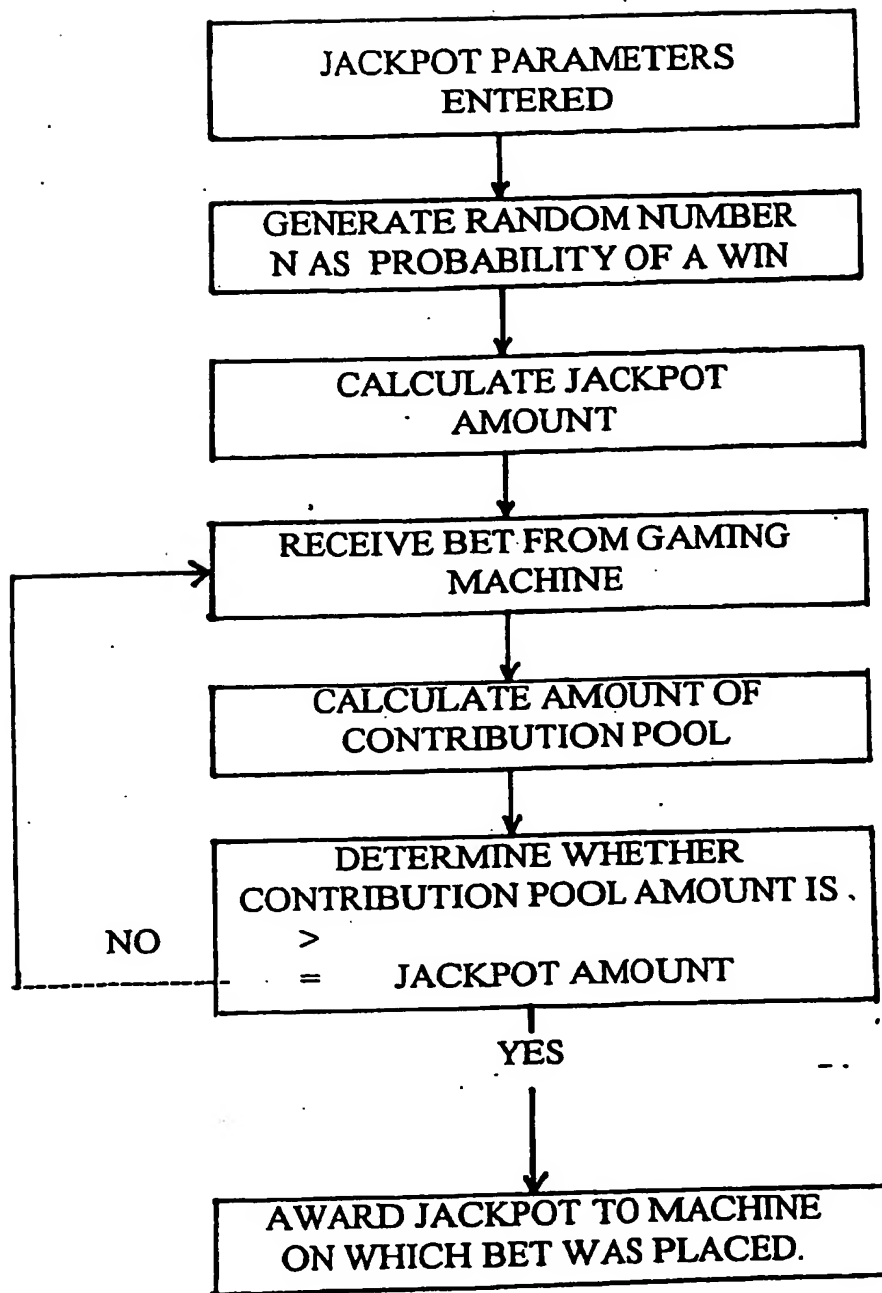 JACKPOT PARAMETERS
ENTERED
GENERATE RANDOM NUMBER
N AS PROBABILITY OF A WIN
CALCULATE JACKPOT
AMOUNT
RECEIVE BET FROM GAMING
MACHINE
CALCULATE AMOUNT OF
CONTRIBUTION POOL
DETERMINE WHETHER
CONTRIBUTION POOL AMOUNT IS
NO >
= JACKPOT AMOUNT
YES
AWARD JACKPOT TO MACHINE
ON WHICH BET WAS PLACED.